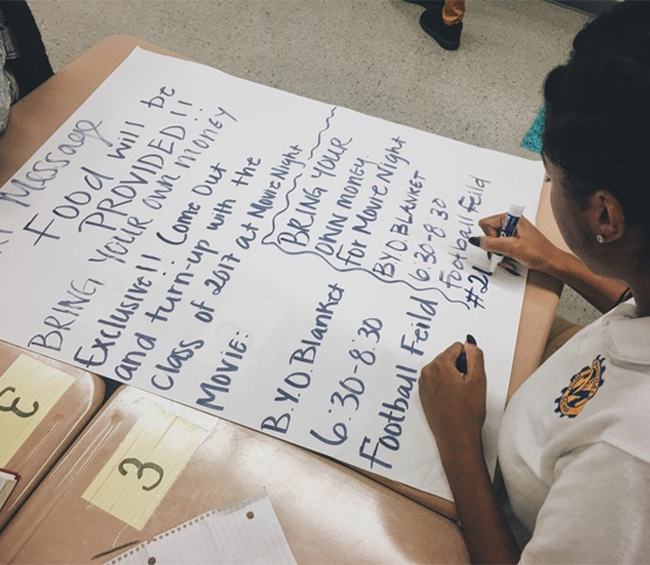 Massage
Food will be
PROVIDED!!
BRING YOUR own money
Exclusive!! Come Out
and turn-up with the
class of 2017 at Movie Night
Movie:
B.Y.O.Blanket
6:30-8:30
Football Feild
BRING YOUR
OWN MONEY.
For Movie Night
BY.O.BLANKET
6:30-8:30
Football Feild
3
3